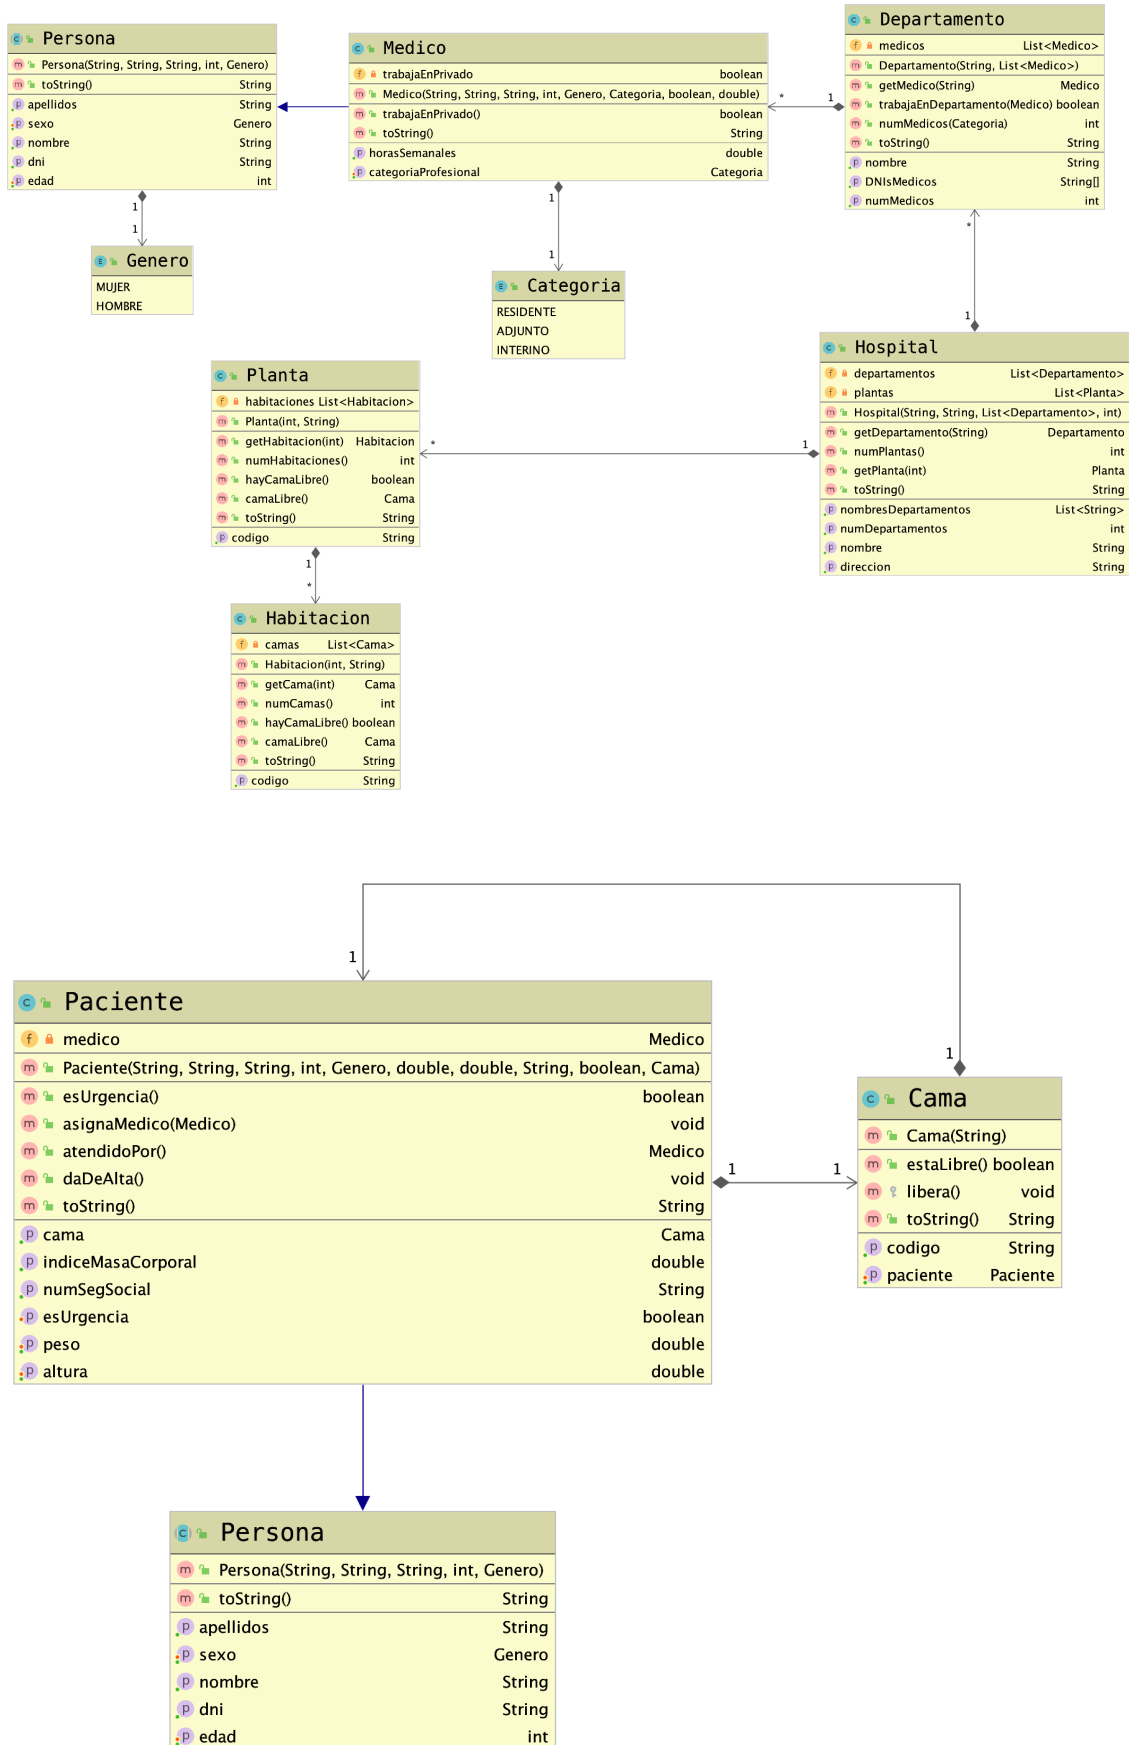 Persona
Persona(String, String, String, int, Genero)
toString() String
apellidos String
sexo Genero
nombre String
dni String
edad int
1
1
Genero
MUJER
HOMBRE
Medico
trabajaEnPrivado boolean
Medico(String, String, String, int, Genero, Categoria, boolean, double)
trabajaEnPrivado() boolean
toString() String
horasSemanales double
categoriaProfesional Categoria
1
1
Categoria
RESIDENTE
ADJUNTO
INTERINO
* 1
Departamento
medicos List<Medico>
Departamento(String, List<Medico>)
getMedico(String) Medico
trabajaEnDepartamento(Medico) boolean
numMedicos(Categoria) int
toString() String
nombre String
DNIsMedicos String[]
numMedicos int
*
1
Hospital
departamentos List<Departamento>
plantas List<Planta>
Hospital(String, String, List<Departamento>, int)
getDepartamento(String) Departamento
numPlantas() int
getPlanta(int) Planta
toString() String
nombresDepartamentos List<String>
numDepartamentos int
nombre String
direccion String
* 1
Planta
habitaciones List<Habitacion>
Planta(int, String)
getHabitacion(int) Habitacion
numHabitaciones() int
hayCamaLibre() boolean
camaLibre() Cama
toString() String
codigo String
1
*
Habitacion
camas List<Cama>
Habitacion(int, String)
getCama(int) Cama
numCamas() int
hayCamaLibre() boolean
camaLibre() Cama
toString() String
codigo String
1
Paciente
medico Medico
Paciente(String, String, String, int, Genero, double, double, String, boolean, Cama)
esUrgencia() boolean
asignaMedico(Medico) void
atendidoPor() Medico
daDeAlta() void
toString() String
cama Cama
indiceMasaCorporal double
numSegSocial String
esUrgencia boolean
peso double
altura double
1 1
1
Cama
Cama(String)
estaLibre() boolean
libera() void
toString() String
codigo String
paciente Paciente
Persona
Persona(String, String, String, int, Genero)
toString() String
apellidos String
sexo Genero
nombre String
dni String
edad int